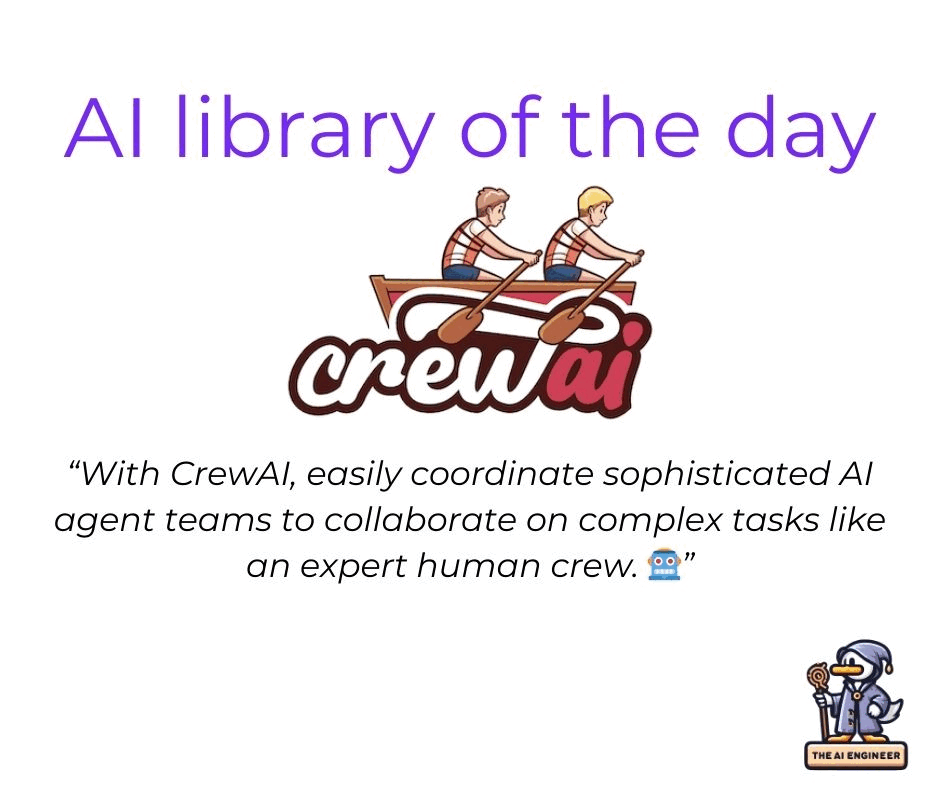 AI library of the day
crewai
“With CrewAI, easily coordinate sophisticated AI
agent teams to collaborate on complex tasks like
an expert human crew. 🤖”
THE AI ENGINEER